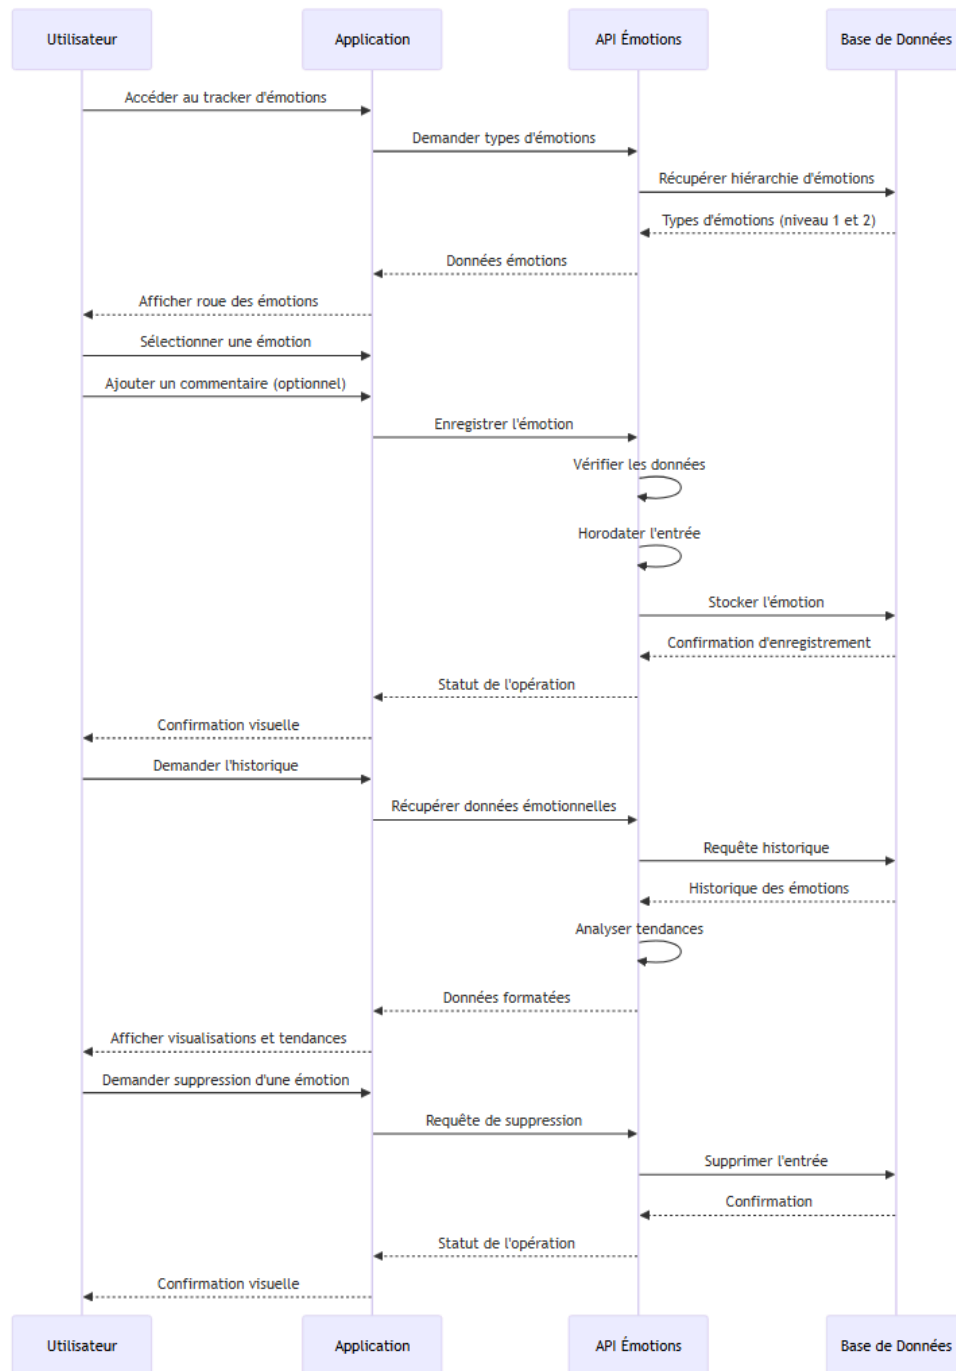 Utilisateur
Application
API Émotions
Base de Données
Accéder au tracker d'émotions
Demander types d'émotions
Récupérer hiérarchie d'émotions
Types d'émotions (niveau 1 et 2)
Données émotions
Afficher roue des émotions
Sélectionner une émotion
Ajouter un commentaire (optionnel)
Enregistrer l'émotion
Vérifier les données
Horodater l'entrée
Stocker l'émotion
Confirmation d'enregistrement
Statut de l'opération
Confirmation visuelle
Demander l'historique
Récupérer données émotionnelles
Requête historique
Historique des émotions
Analyser tendances
Données formatées
Afficher visualisations et tendances
Demander suppression d'une émotion
Requête de suppression
Supprimer l'entrée
Confirmation
Statut de l'opération
Confirmation visuelle
Utilisateur
Application
API Émotions
Base de Données